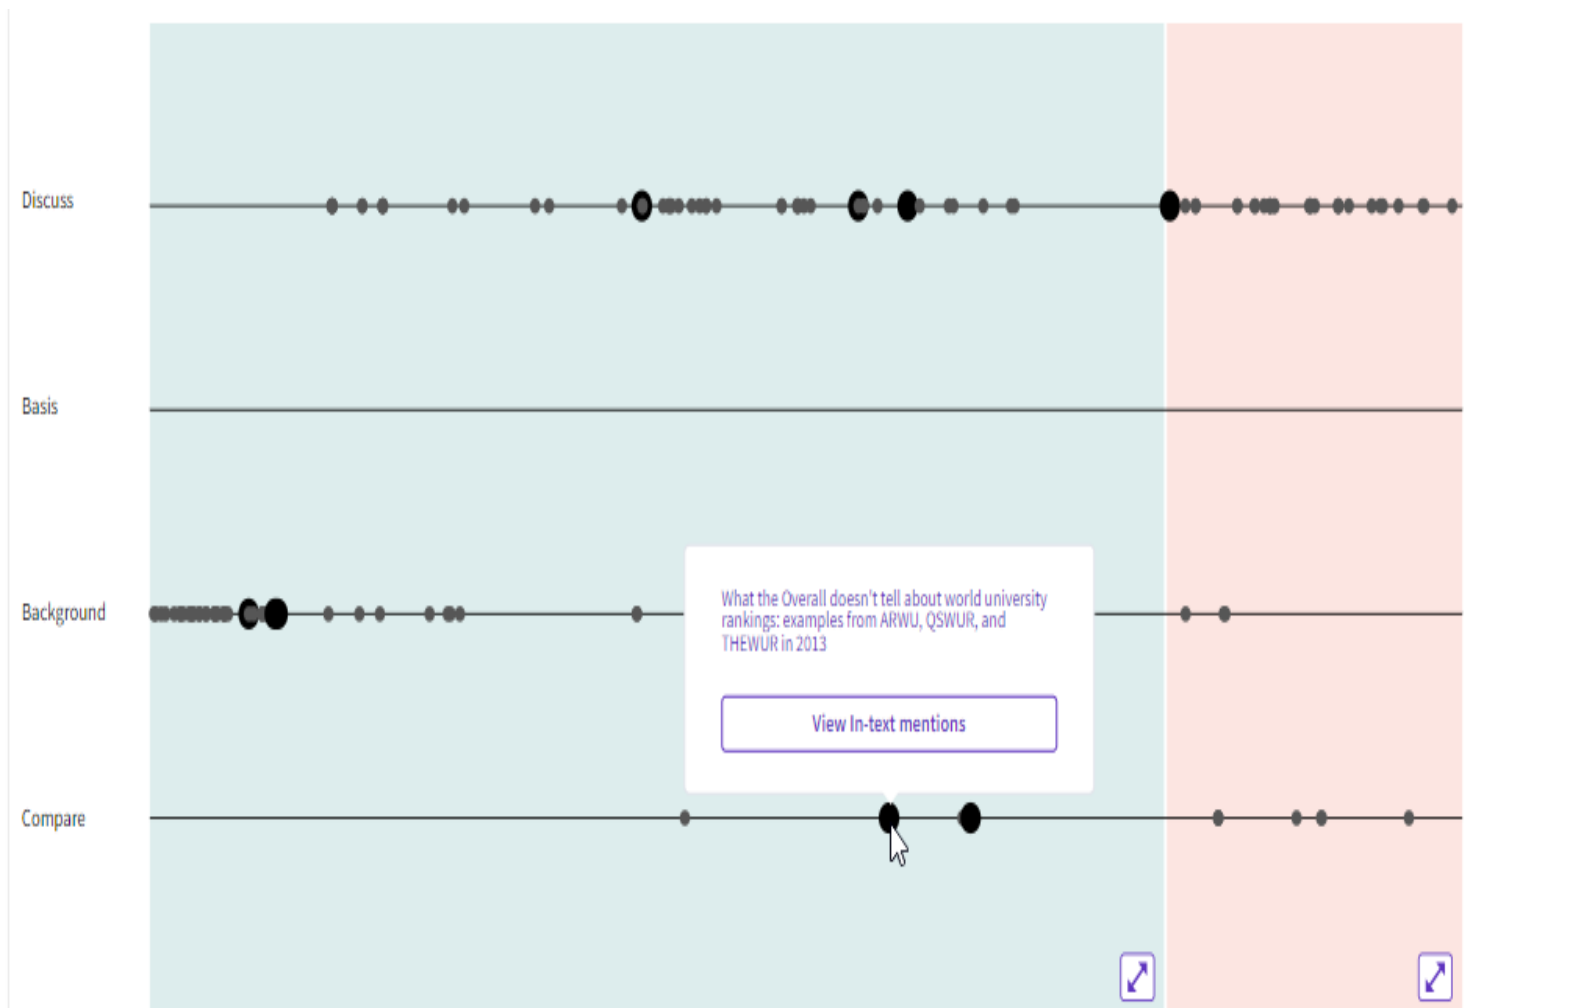 Discuss
Basis
Background
What the Overall doesn't tell about world university
rankings: examples from ARWU, QSWUR, and
THEWUR in 2013
View In-text mentions
Compare